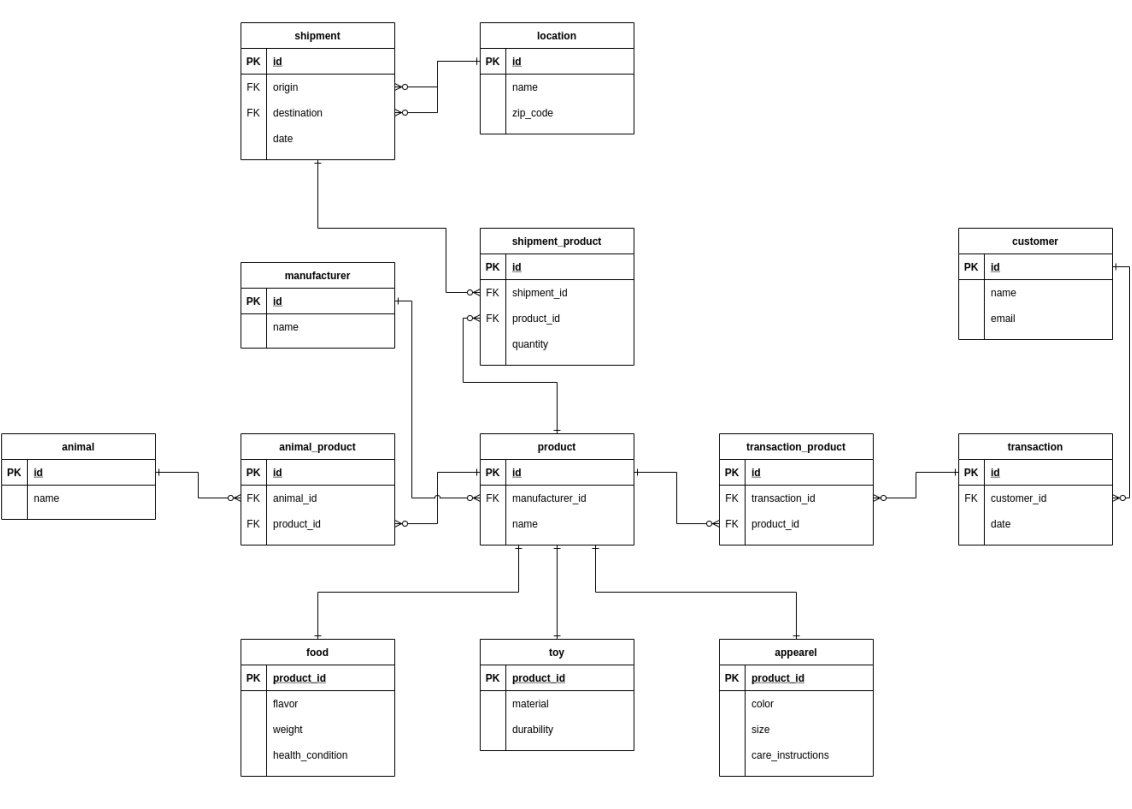 shipment
PK id
FK origin
FK destination
date
location
PK id
name
zip_code
shipment_product
PK id
FK shipment_id
FK product_id
quantity
customer
PK id
name
email
manufacturer
PK id
name
animal
PK id
name
animal_product
PK id
FK animal_id
FK product_id
product
PK id
FK manufacturer_id
name
transaction_product
PK id
FK transaction_id
FK product_id
transaction
PK id
FK customer_id
date
food
PK product_id
flavor
weight
health_condition
toy
PK product_id
material
durability
appearel
PK product_id
color
size
care_instructions